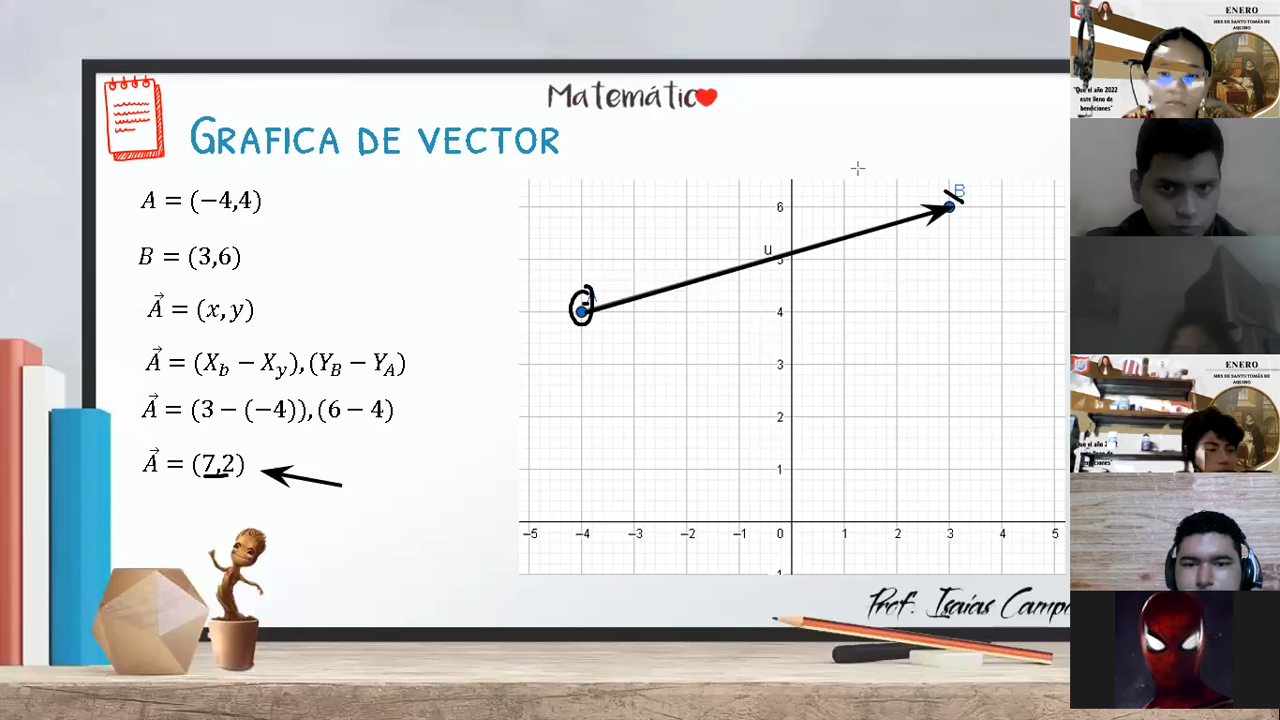 Matemático
GRAFICA DE VECTOR
A = (−4,4)
B = (3,6)
A⃗ = (x, y)
A⃗ = (X_b − X_y), (Y_B − Y_A)
A⃗ = (3 − (−4)), (6 − 4)
A⃗ = (7,2)
B
6
u
5
A
4
3
2
1
−5 −4 −3 −2 −1 0 1 2 3 4 5
Prof. Isaías Camp
ENERO
MES DE SANTO TOMÁS DE
AQUINO
"Que el año 2022
este lleno de
bendiciones"
ENERO
MES DE SANTO TOMÁS DE
AQUINO